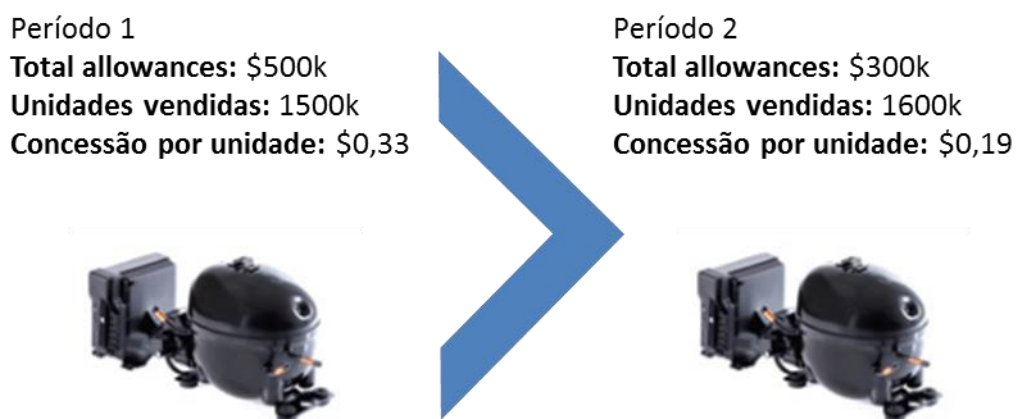 Período 1
Total allowances: $500k
Unidades vendidas: 1500k
Concessão por unidade: $0,33
Período 2
Total allowances: $300k
Unidades vendidas: 1600k
Concessão por unidade: $0,19